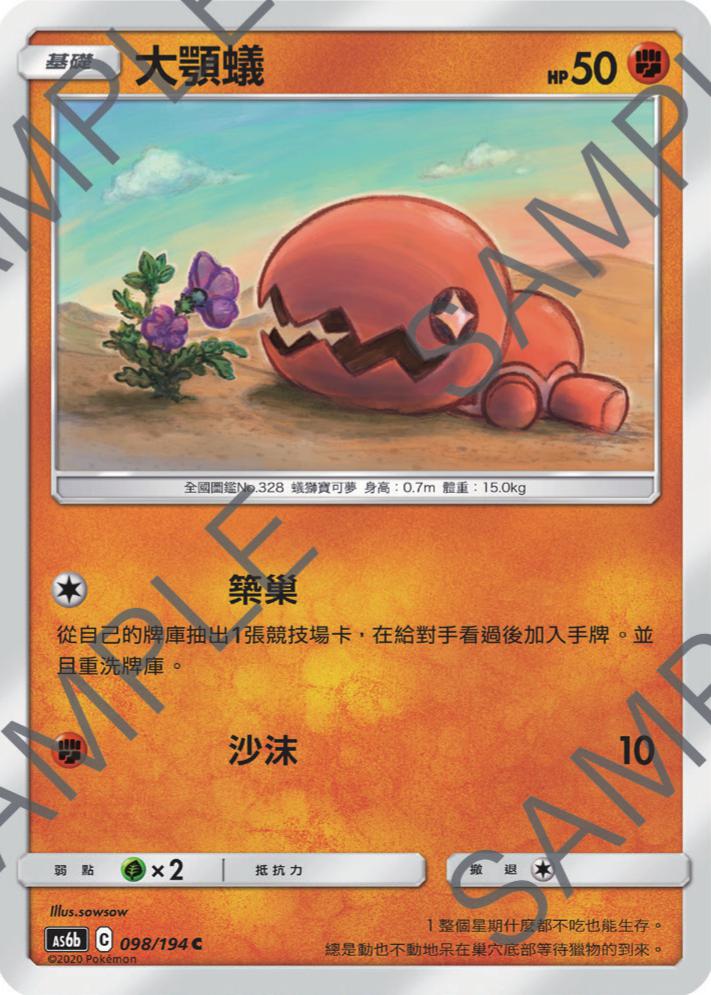 基礎 大顎蟻 HP 50
全國圖鑑No.328 蟻獅寶可夢 身高：0.7m 體重：15.0kg
築巢
從自己的牌庫抽出1張競技場卡，在給對手看過後加入手牌。並
且重洗牌庫。
沙沫 10
弱點 ×2 抵抗力 撤退
Illus.sowsow
1整個星期什麼都不吃也能生存。
AS6b C 098/194 C
總是動也不動地呆在巢穴底部等待獵物的到來。
©2020 Pokémon
SAMPLE
SAMPLE
SAMPLE
SAMPLE
SAMPLE
SAMPLE